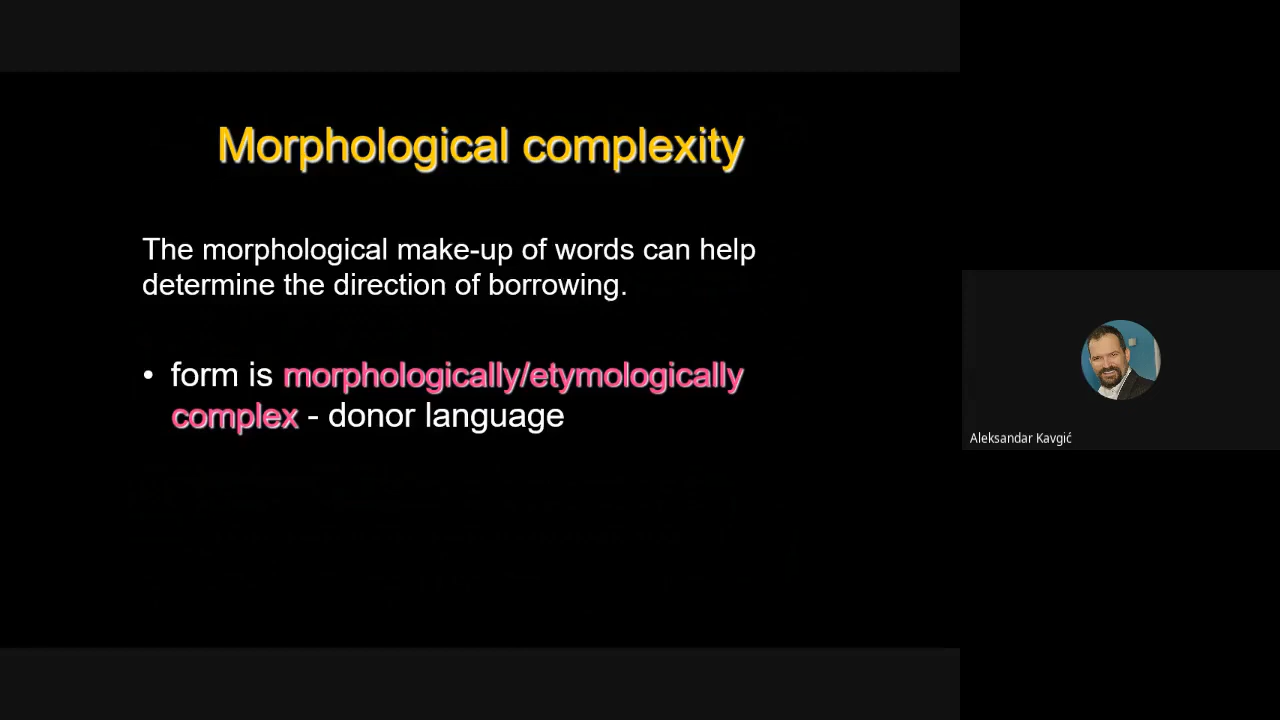 Morphological complexity
The morphological make-up of words can help
determine the direction of borrowing.
• form is morphologically/etymologically
complex - donor language
Aleksandar Kavgić